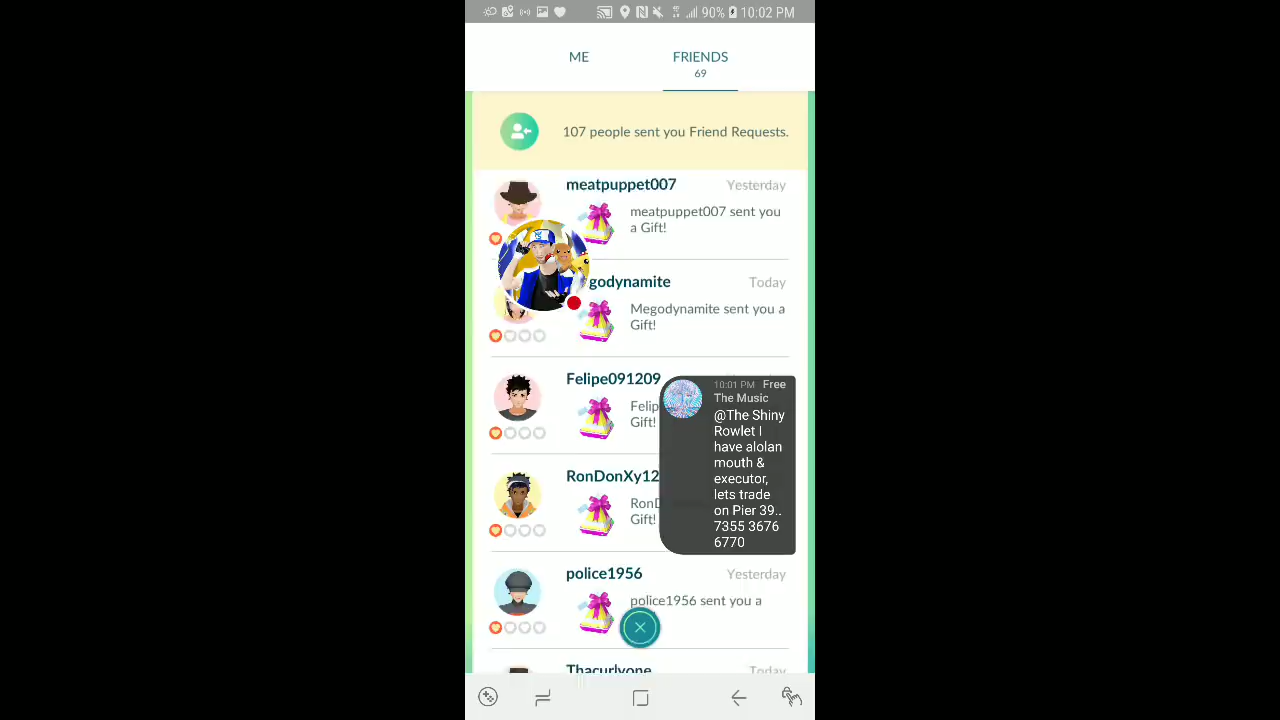 90% 10:02 PM
ME
FRIENDS
69
107 people sent you Friend Requests.
meatpuppet007
Yesterday
meatpuppet007 sent you
a Gift!
godynamite
Today
Megodynamite sent you a
Gift!
Felipe091209
Felip
Gift!
10:01 PM Free
The Music
@The Shiny
Rowlet I
have alolan
mouth &
executor,
lets trade
on Pier 39..
7355 3676
6770
RonDonXy12
RonD
Gift!
police1956
Yesterday
police1956 sent you a
Thacurlyone
Today